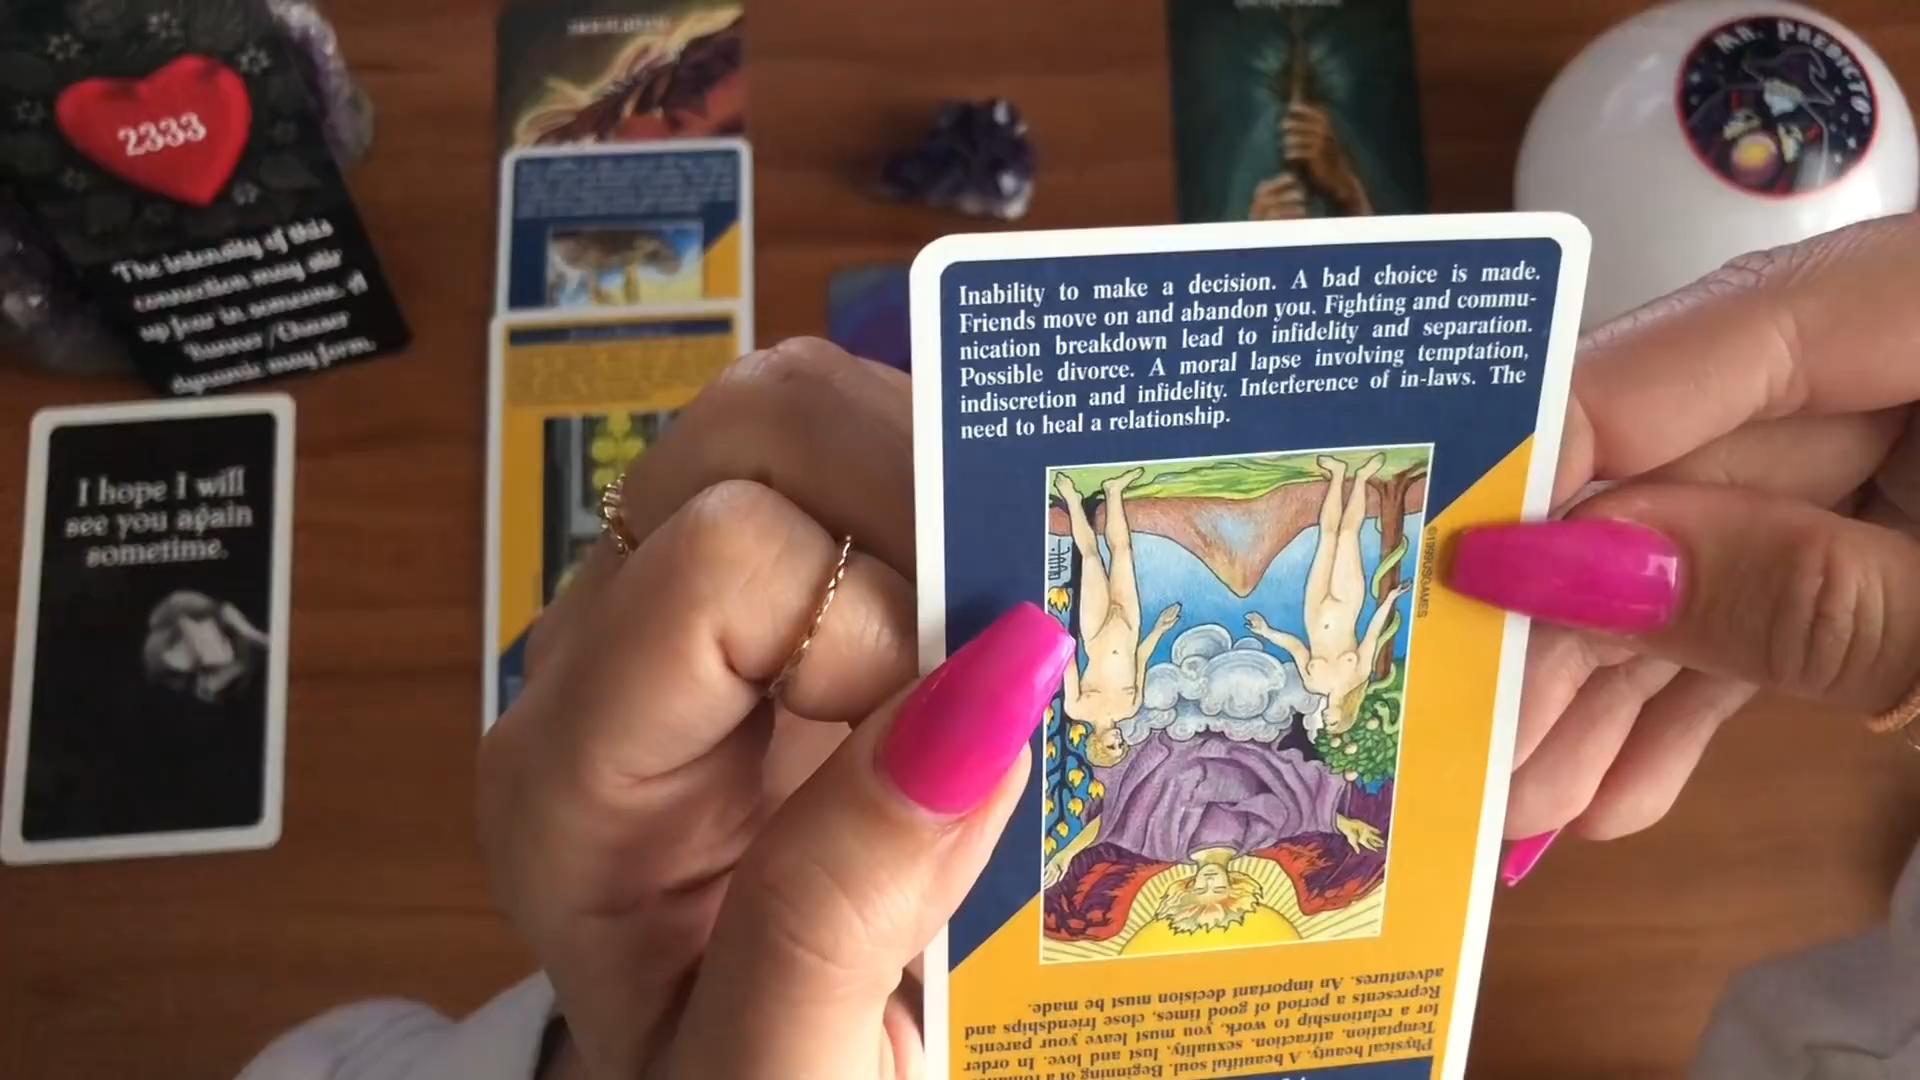 2333
The intensity of this
connection may stir
up fear in someone. A
Runner/Chaser
dynamic may form.
MR. PREDICTO
Inability to make a decision. A bad choice is made.
Friends move on and abandon you. Fighting and commu-
nication breakdown lead to infidelity and separation.
Possible divorce. A moral lapse involving temptation,
indiscretion and infidelity. Interference of in-laws. The
need to heal a relationship.
I hope I will
see you again
sometime.
©1999USGAMES
Physical beauty. A beautiful soul. Beginning of a
Temptation, attraction, sexuality, lust and love. In order
for a relationship to work, you must leave your parents.
Represents a period of good times, close friendships and
adventures. An important decision must be made.